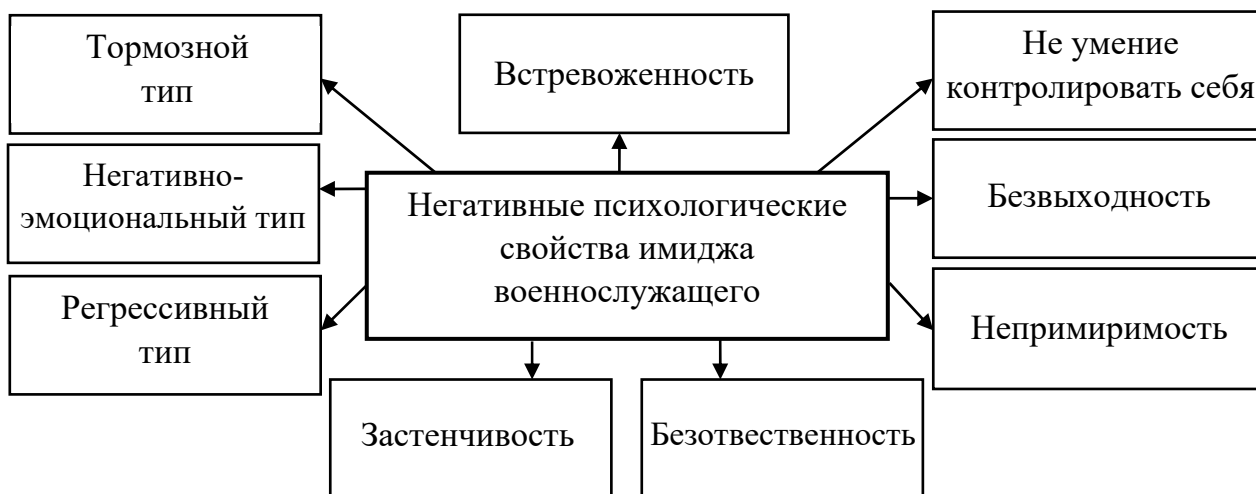 Тормозной
тип
Встревоженность
Не умение
контролировать себя
Негативно-
эмоциональный тип
Негативные психологические
свойства имиджа
военнослужащего
Безвыходность
Регрессивный
тип
Непримиримость
Застенчивость
Безотвественность